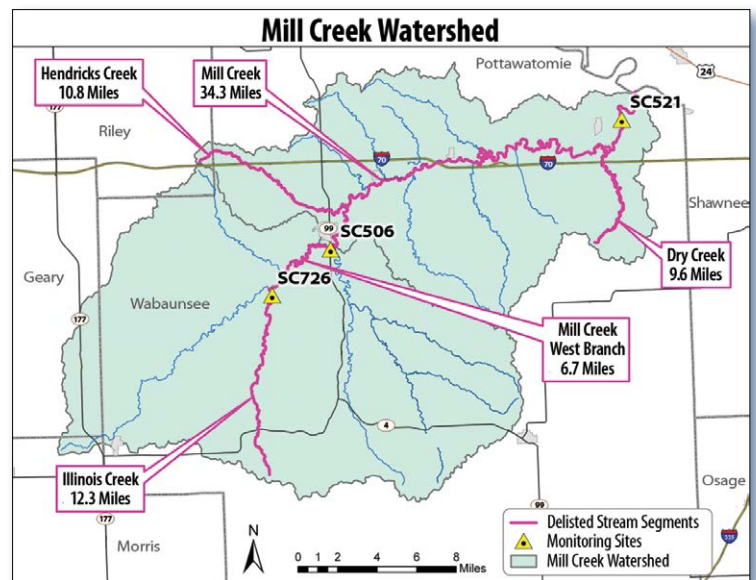 Mill Creek Watershed
Hendricks Creek
10.8 Miles
Mill Creek
34.3 Miles
Pottawatomie
24
177
Riley
SC521
70
70
Shawnee
99
SC506
Dry Creek
9.6 Miles
Geary
SC726
Wabaunsee
177
Mill Creek
West Branch
6.7 Miles
4
Illinois Creek
12.3 Miles
Osage
99
177
Morris
N
0 1 2 4 6 8
Miles
Delisted Stream Segments
Monitoring Sites
Mill Creek Watershed
335